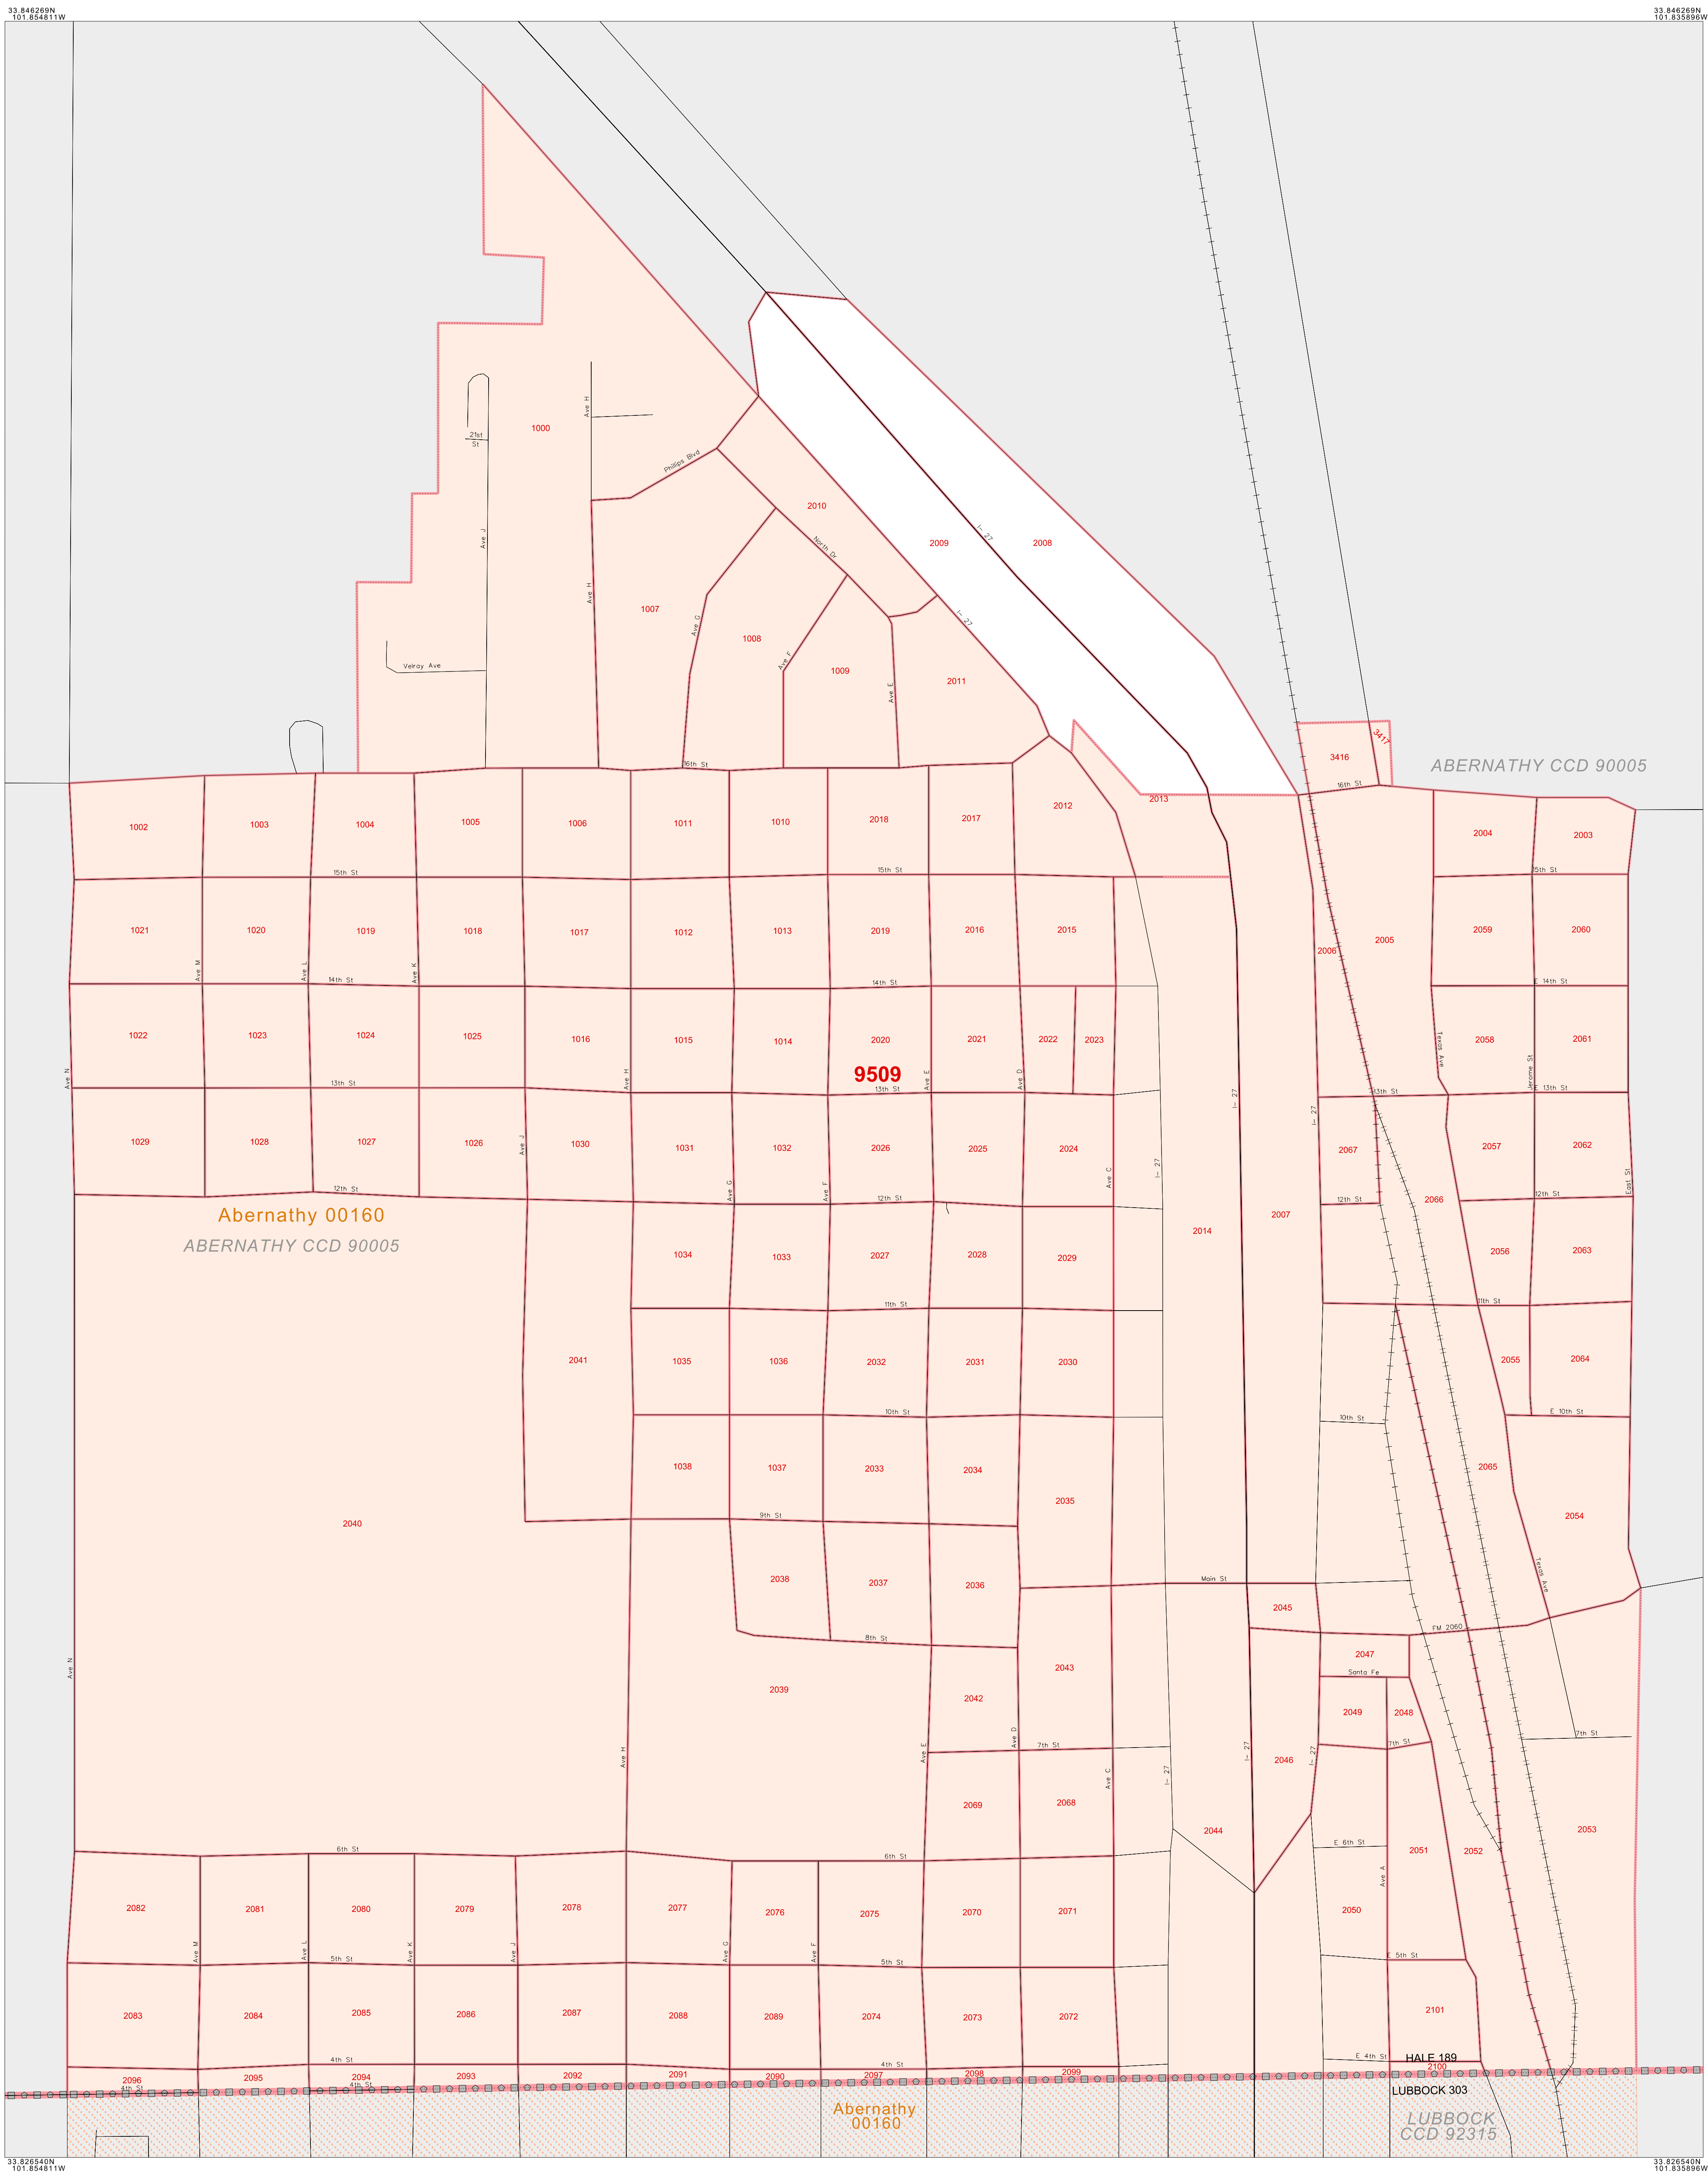 33.846269N
101.854811W
33.846269N
101.835896W
Ave H
1000
21st
St
Phillips Blvd
2010
Ave J
North Dr
I- 27
2009
2008
Ave H
1007
Ave G
I- 27
1008
Ave F
1009
Velray Ave
Ave E
2011
3417
3416
ABERNATHY CCD 90005
16th St
16th St
2013
2012
1002
1003
1004
1005
1006
1011
1010
2018
2017
2004
2003
15th St
15th St
15th St
1021
1020
1019
1018
1017
1012
1013
2019
2016
2015
2006
2005
2059
2060
Ave M
Ave L
Ave K
14th St
14th St
E 14th St
1022
1023
1024
1025
1016
1015
1014
2020
2021
2022
2023
Texas Ave
2058
2061
9509
Ave N
Ave H
Ave E
Ave D
Jerome St
13th St
13th St
13th St
E 13th St
I- 27
I- 27
1029
1028
1027
1026
Ave J
1030
1031
1032
2026
2025
2024
2067
2057
2062
Ave C
I- 27
East St
12th St
Ave G
Ave F
12th St
12th St
2066
12th St
Abernathy 00160
ABERNATHY CCD 90005
2014
2007
1034
1033
2027
2028
2029
2056
2063
11th St
11th St
2041
1035
1036
2032
2031
2030
2055
2064
10th St
10th St
E 10th St
1038
1037
2033
2034
2065
2035
9th St
2040
2054
2038
2037
2036
Main St
Texas Ave
2045
8th St
FM 2060
Ave N
2043
2047
Santa Fe
2039
2042
2049
2048
Ave H
Ave E
Ave D
7th St
7th St
7th St
I- 27
I- 27
2046
Ave C
I- 27
2069
2068
2044
2053
6th St
6th St
E 6th St
2051
2052
Ave A
2082
2081
2080
2079
2078
2077
2076
2075
2070
2071
2050
Ave M
Ave L
Ave K
Ave J
Ave G
Ave F
5th St
5th St
E 5th St
2083
2084
2085
2086
2087
2088
2089
2074
2073
2072
2101
4th St
4th St
E 4th St
HALE 189
2100
2096
2095
2094
2093
2092
2091
2090
2097
2098
2099
4th St
4th St
LUBBOCK 303
Abernathy
00160
LUBBOCK
CCD 92315
33.826540N
101.854811W
33.826540N
101.835896W